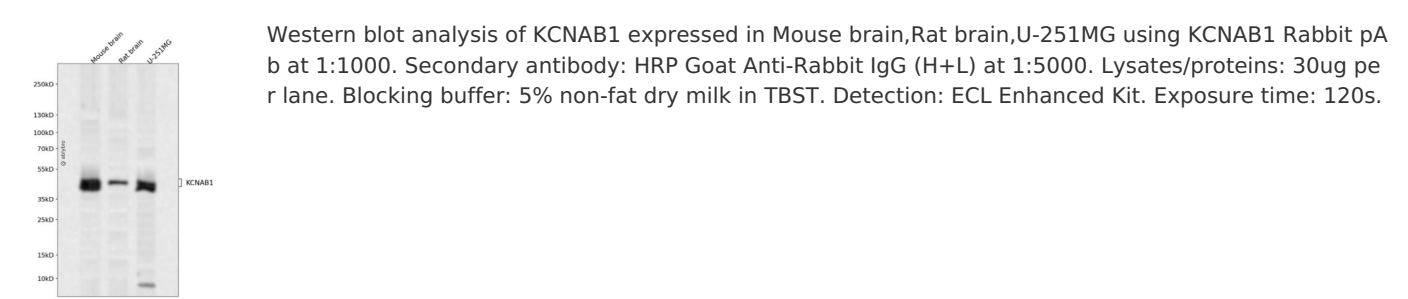 Mouse brain
Rat brain
U-251MG
250kD
130kD
100kD
70kD
55kD
35kD
25kD
15kD
10kD
KCNAB1
Western blot analysis of KCNAB1 expressed in Mouse brain,Rat brain,U-251MG using KCNAB1 Rabbit pA
b at 1:1000. Secondary antibody: HRP Goat Anti-Rabbit IgG (H+L) at 1:5000. Lysates/proteins: 30ug pe
r lane. Blocking buffer: 5% non-fat dry milk in TBST. Detection: ECL Enhanced Kit. Exposure time: 120s.